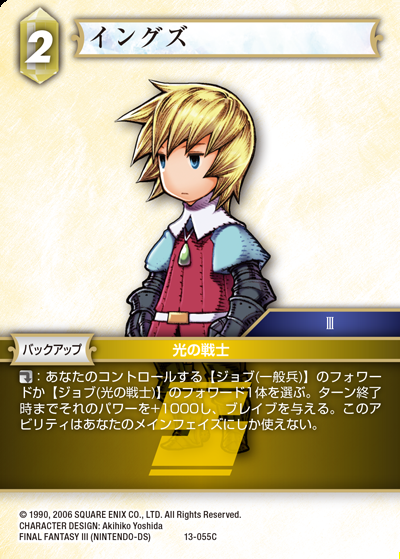 2
イングズ
III
バックアップ
光の戦士
：あなたのコントロールする【ジョブ(一般兵)】のフォワー
ドか【ジョブ(光の戦士)】のフォワード1体を選ぶ。ターン終了
時までそれのパワーを+1000し、ブレイブを与える。このア
ビリティはあなたのメインフェイズにしか使えない。
© 1990, 2006 SQUARE ENIX CO., LTD. All Rights Reserved.
CHARACTER DESIGN: Akihiko Yoshida
FINAL FANTASY III (NINTENDO-DS) 13-055C